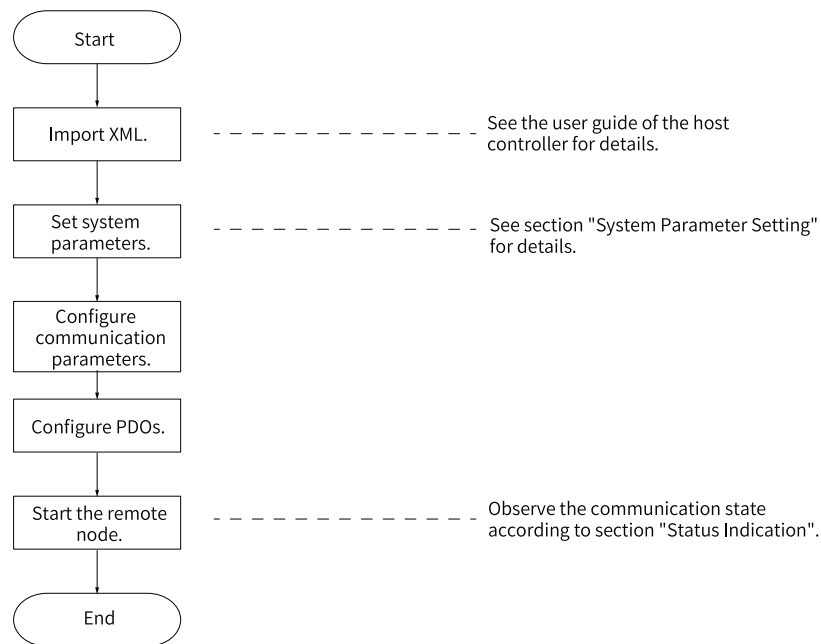 Start
Import XML.
See the user guide of the host
controller for details.
Set system
parameters.
See section "System Parameter Setting"
for details.
Configure
communication
parameters.
Configure PDOs.
Start the remote
node.
Observe the communication state
according to section "Status Indication".
End